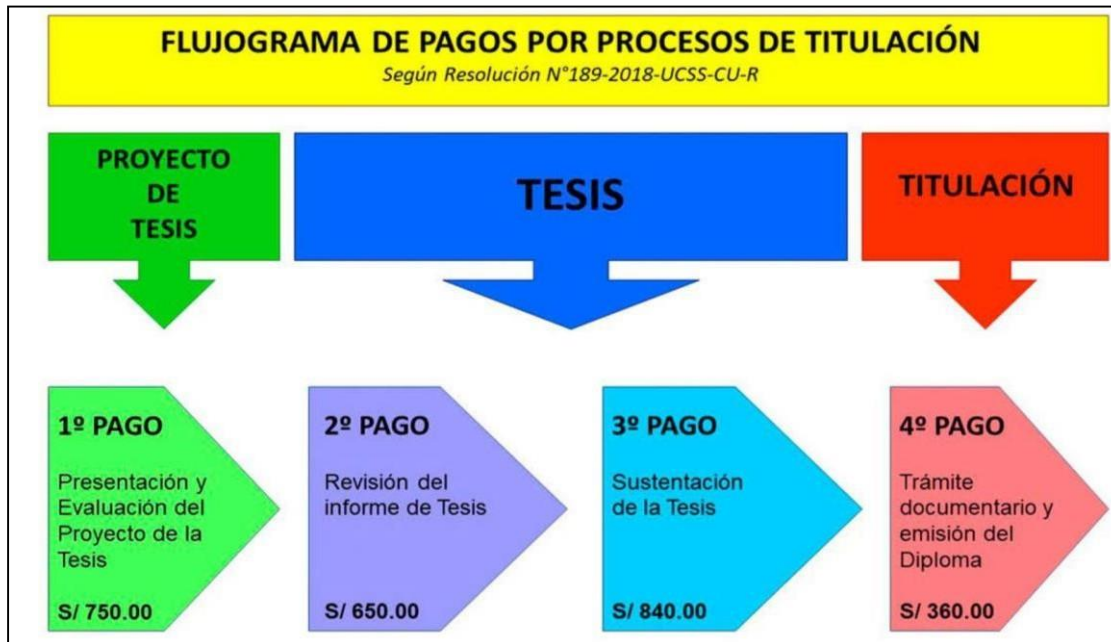 FLUJOGRAMA DE PAGOS POR PROCESOS DE TITULACIÓN
Según Resolución N°189-2018-UCSS-CU-R
PROYECTO
DE
TESIS
TESIS
TITULACIÓN
1º PAGO
Presentación y
Evaluación del
Proyecto de la
Tesis
S/ 750.00
2º PAGO
Revisión del
informe de Tesis
S/ 650.00
3º PAGO
Sustentación
de la Tesis
S/ 840.00
4º PAGO
Trámite
documentario y
emisión del
Diploma
S/ 360.00